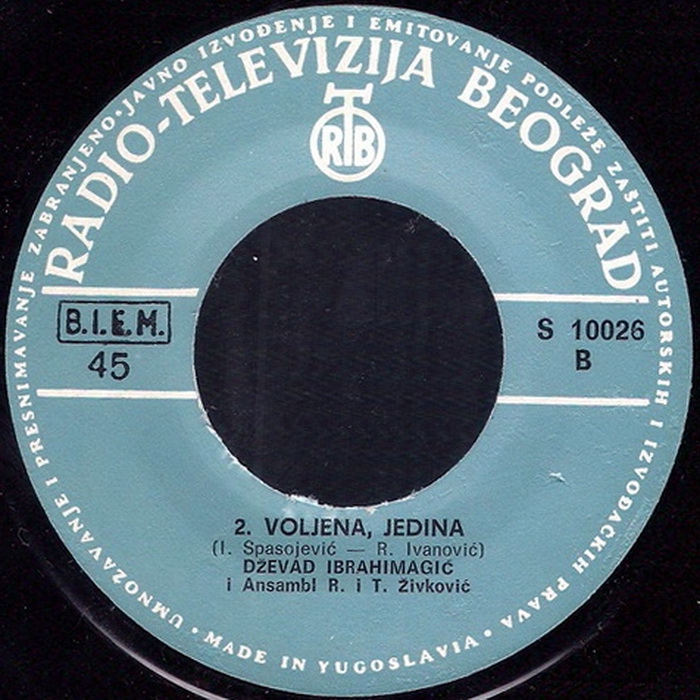 UMNOŽAVANJE I PRESNIMAVANJE ZABRANJENO • JAVNO IZVOĐENJE I EMITOVANJE PODLEŽE ZAŠTITI AUTORSKIH I IZVOĐAČKIH PRAVA •
RADIO-TELEVIZIJA BEOGRAD
RTB
B.I.E.M.
45
S 10026
B
2. VOLJENA, JEDINA
(I. Spasojević — R. Ivanović)
DŽEVAD IBRAHIMAGIĆ
i Ansambl R. i T. Živković
MADE IN YUGOSLAVIA •